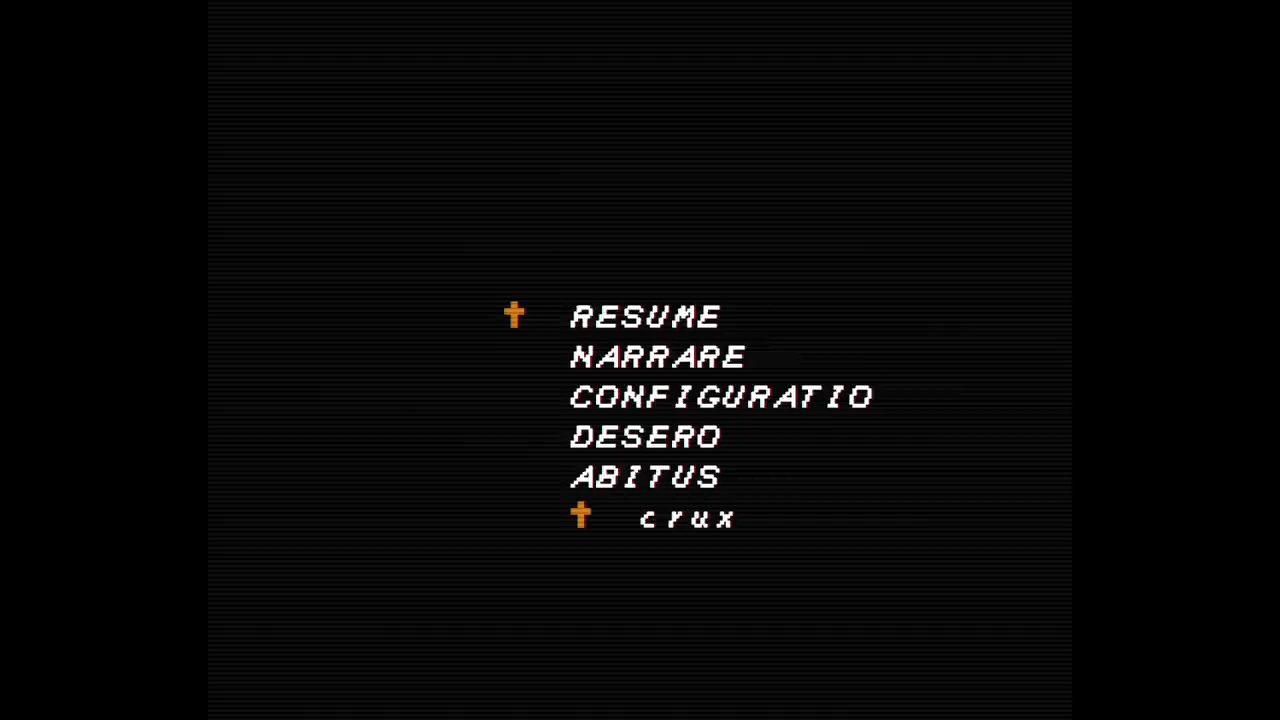 RESUME
NARRARE
CONFIGURATIO
DESERO
ABITUS
crux